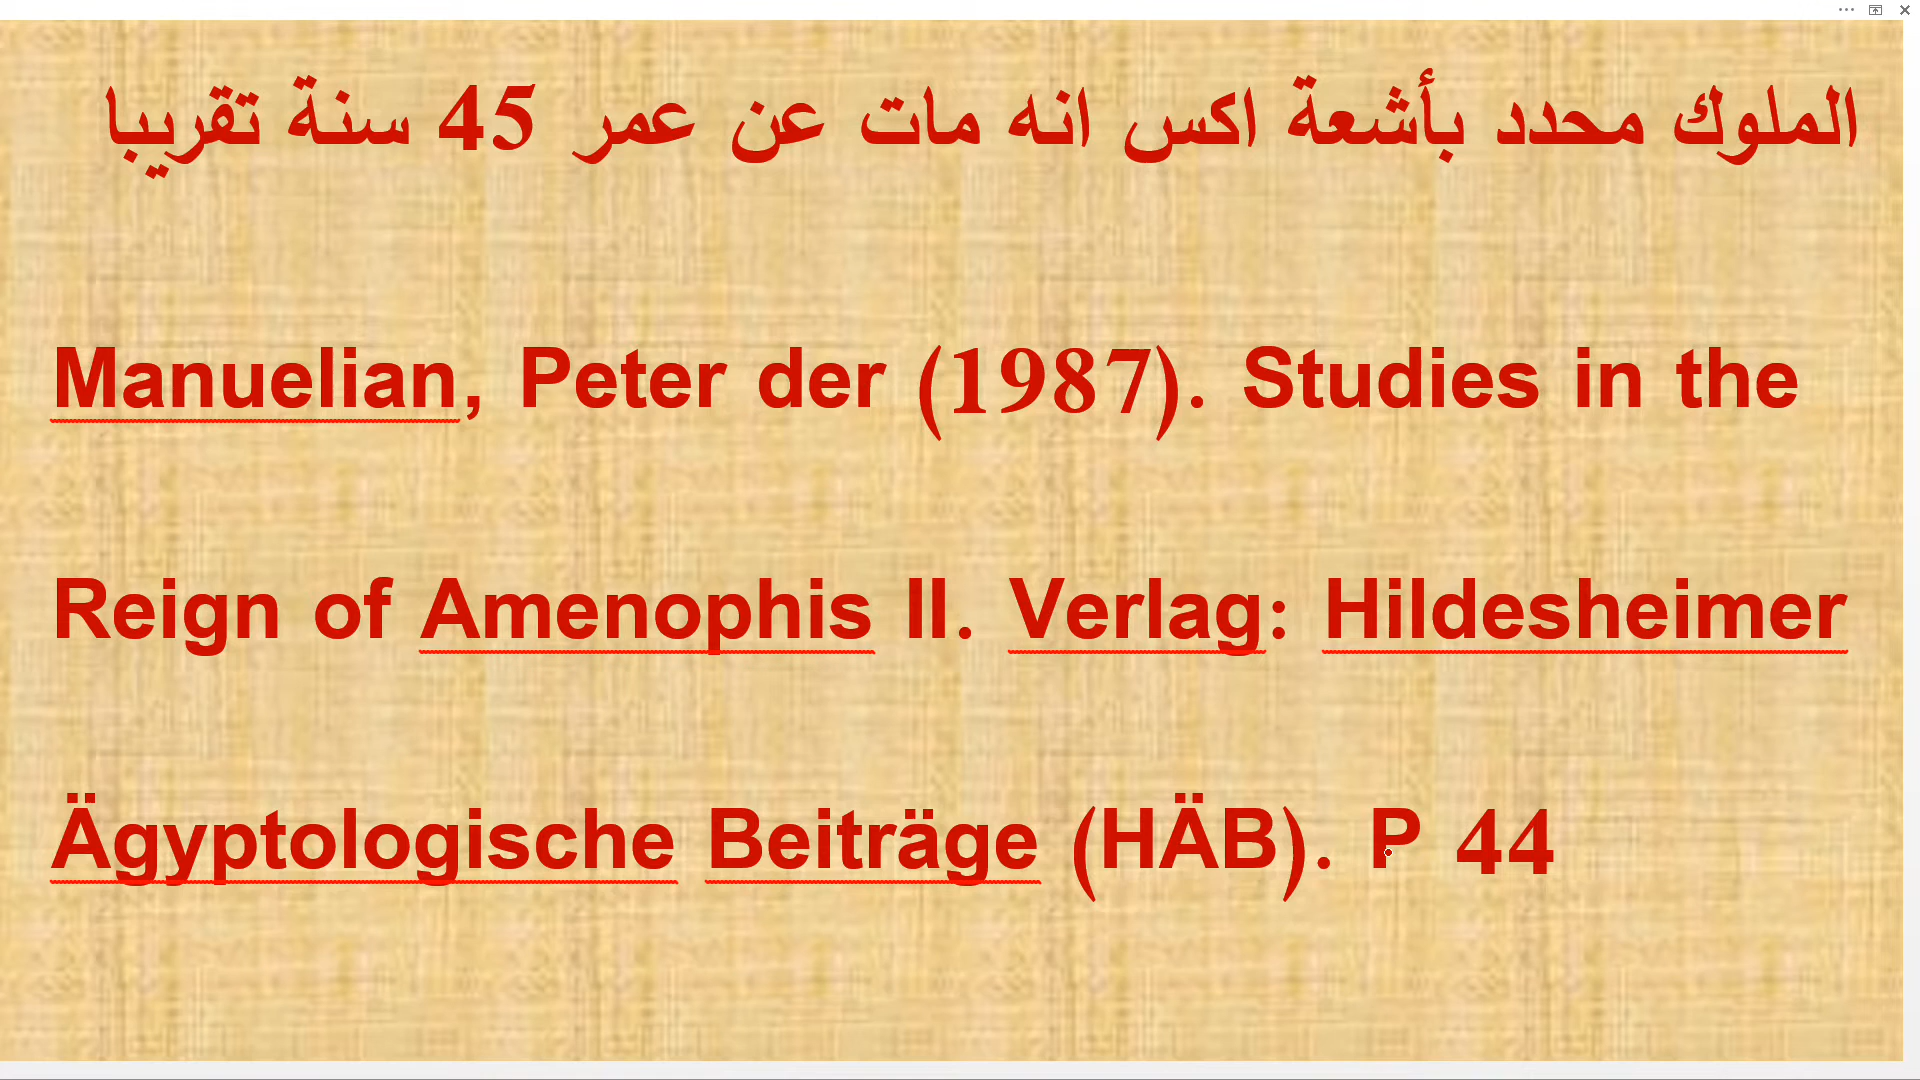 الملوك محدد بأشعة اكس انه مات عن عمر 45 سنة تقريبا
Manuelian, Peter der (1987). Studies in the
Reign of Amenophis II. Verlag: Hildesheimer
Ägyptologische Beiträge (HÄB). P 44